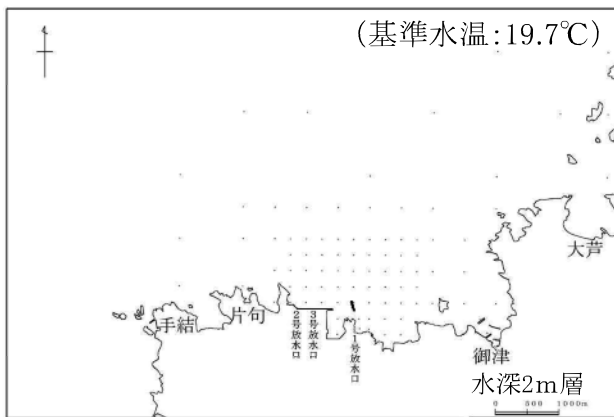 (基準水温:19.7℃)
大芦
片句
手結
2号放水口
3号放水口
1号放水口
御津
水深2m層
0 500 1000m